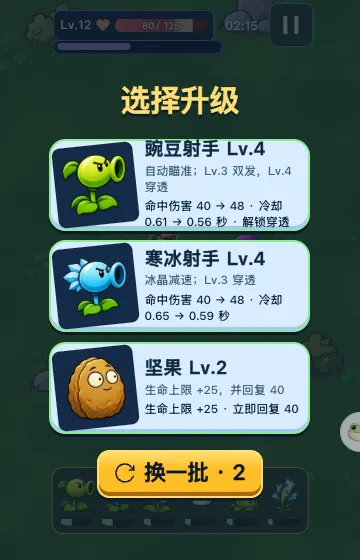 Lv.12 80 / 125 02:15
选择升级
豌豆射手 Lv.4
自动瞄准；Lv.3 双发，Lv.4
穿透
命中伤害 40 → 48 · 冷却
0.61 → 0.56 秒 · 解锁穿透
寒冰射手 Lv.4
冰晶减速；Lv.3 穿透
命中伤害 40 → 48 · 冷却
0.65 → 0.59 秒
坚果 Lv.2
生命上限 +25，并回复 40
生命上限 +25 · 立即回复 40
换一批 · 2